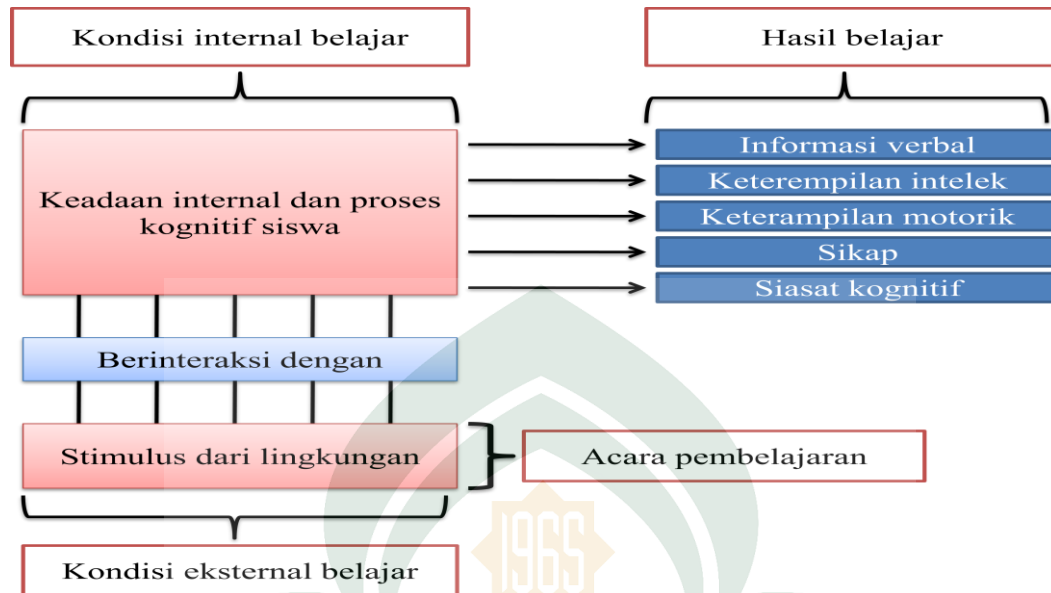 Kondisi internal belajar
Hasil belajar
Keadaan internal dan proses
kognitif siswa
Informasi verbal
Keterempilan intelek
Keterampilan motorik
Sikap
Siasat kognitif
Berinteraksi dengan
Stimulus dari lingkungan
Acara pembelajaran
1965
Kondisi eksternal belajar